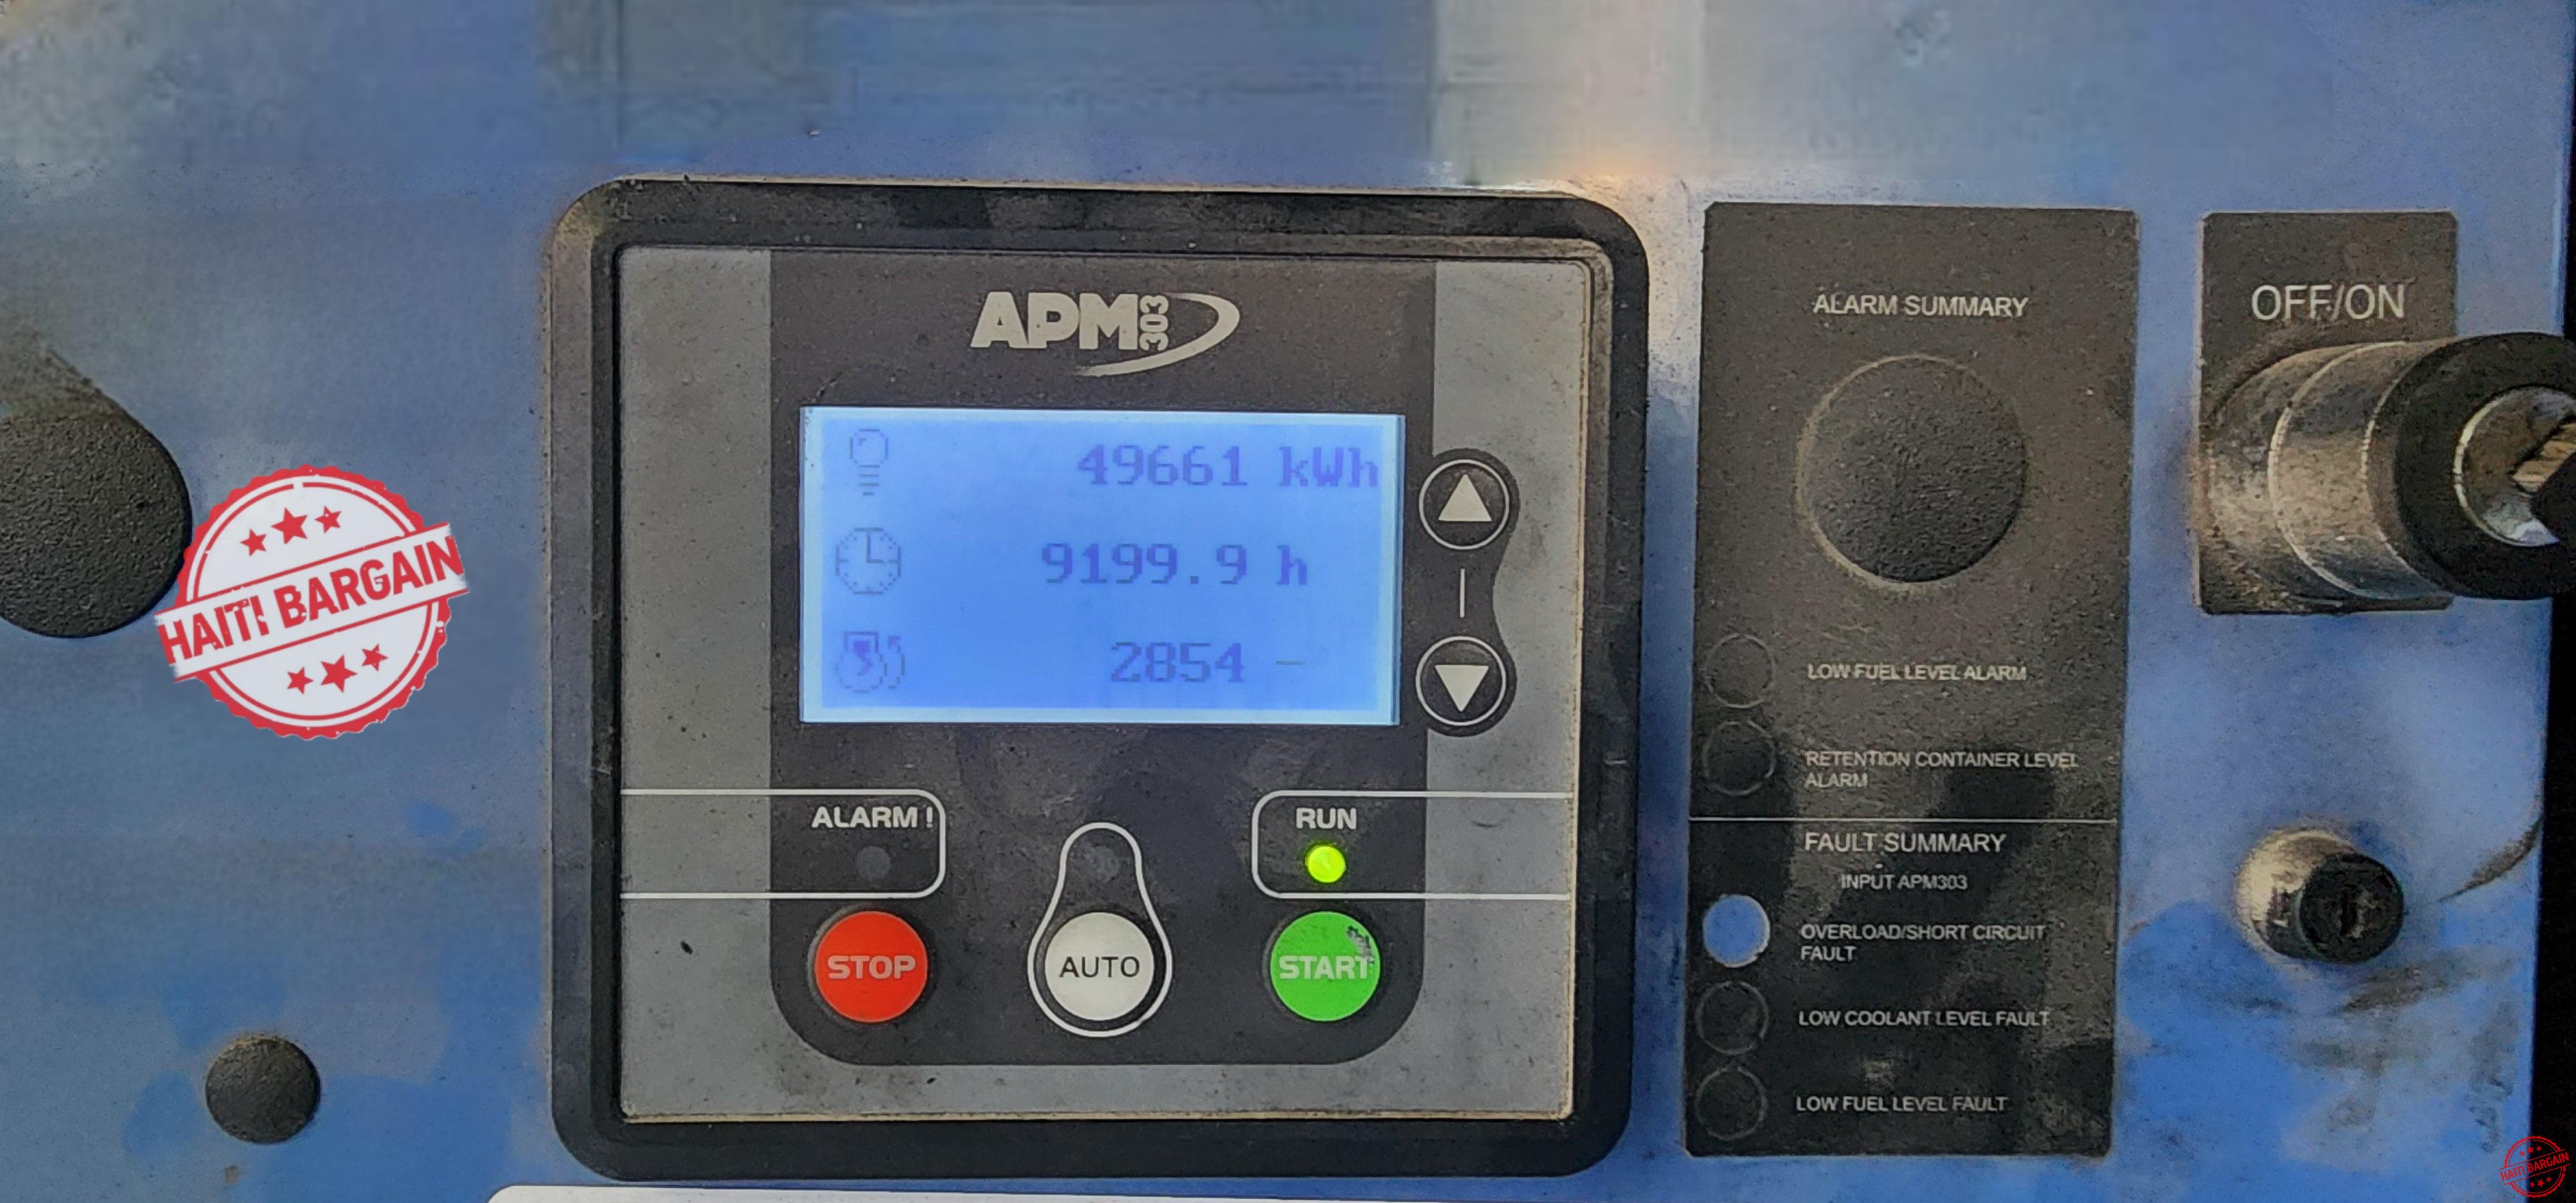 APM303
49661 kWh
9199.9 h
2854 -
ALARM !
RUN
STOP
AUTO
START
ALARM SUMMARY
LOW FUEL LEVEL ALARM
RETENTION CONTAINER LEVEL
ALARM
FAULT SUMMARY
INPUT APM303
OVERLOAD/SHORT CIRCUIT
FAULT
LOW COOLANT LEVEL FAULT
LOW FUEL LEVEL FAULT
OFF/ON
HAITI BARGAIN
HAITI BARGAIN